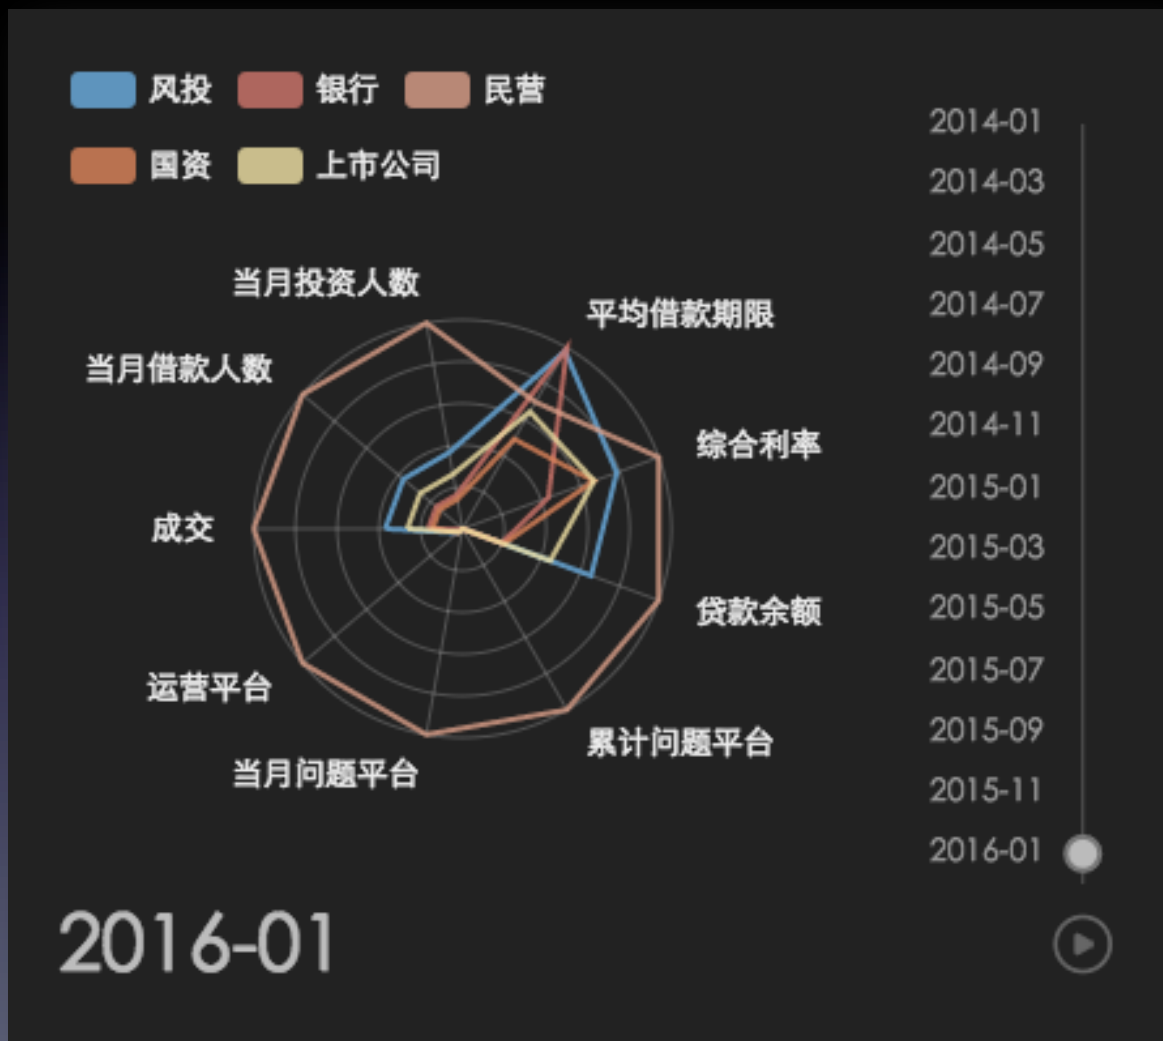 风投 银行 民营
国资 上市公司
当月投资人数
平均借款期限
当月借款人数
综合利率
成交
贷款余额
运营平台
累计问题平台
当月问题平台
2014-01
2014-03
2014-05
2014-07
2014-09
2014-11
2015-01
2015-03
2015-05
2015-07
2015-09
2015-11
2016-01
2016-01